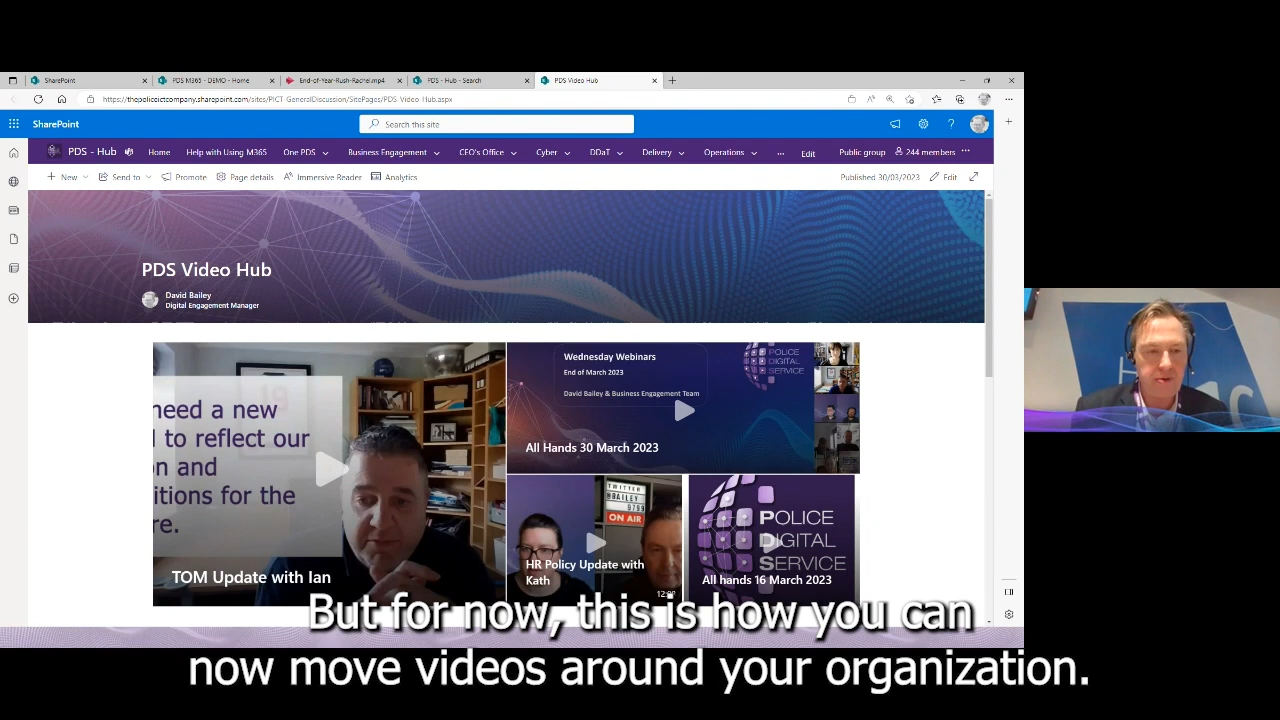 SharePoint
PDS M365 - DEMO - Home
End-of-Year-Rush-Rachel.mp4
PDS - Hub - Search
PDS Video Hub
https://thepoliceictcompany.sharepoint.com/sites/PICT-GeneralDiscussion/SitePages/PDS-Video-Hub.aspx
SharePoint
Search this site
PDS - Hub
Home
Help with Using M365
One PDS
Business Engagement
CEO's Office
Cyber
DDaT
Delivery
Operations
...
Edit
Public group
244 members
New
Send to
Promote
Page details
Immersive Reader
Analytics
Published 30/03/2023
Edit
PDS Video Hub
David Bailey
Digital Engagement Manager
need a new
to reflect our
n and
itions for the
re.
TOM Update with Ian
Wednesday Webinars
End of March 2023
David Bailey & Business Engagement Team
POLICE
DIGITAL
SERVICE
All Hands 30 March 2023
TWITTER
@BAILEY
9799
ON AIR
HR Policy Update with
Kath
POLICE
DIGITAL
SERVICE
All hands 16 March 2023
But for now, this is how you can
now move videos around your organization.